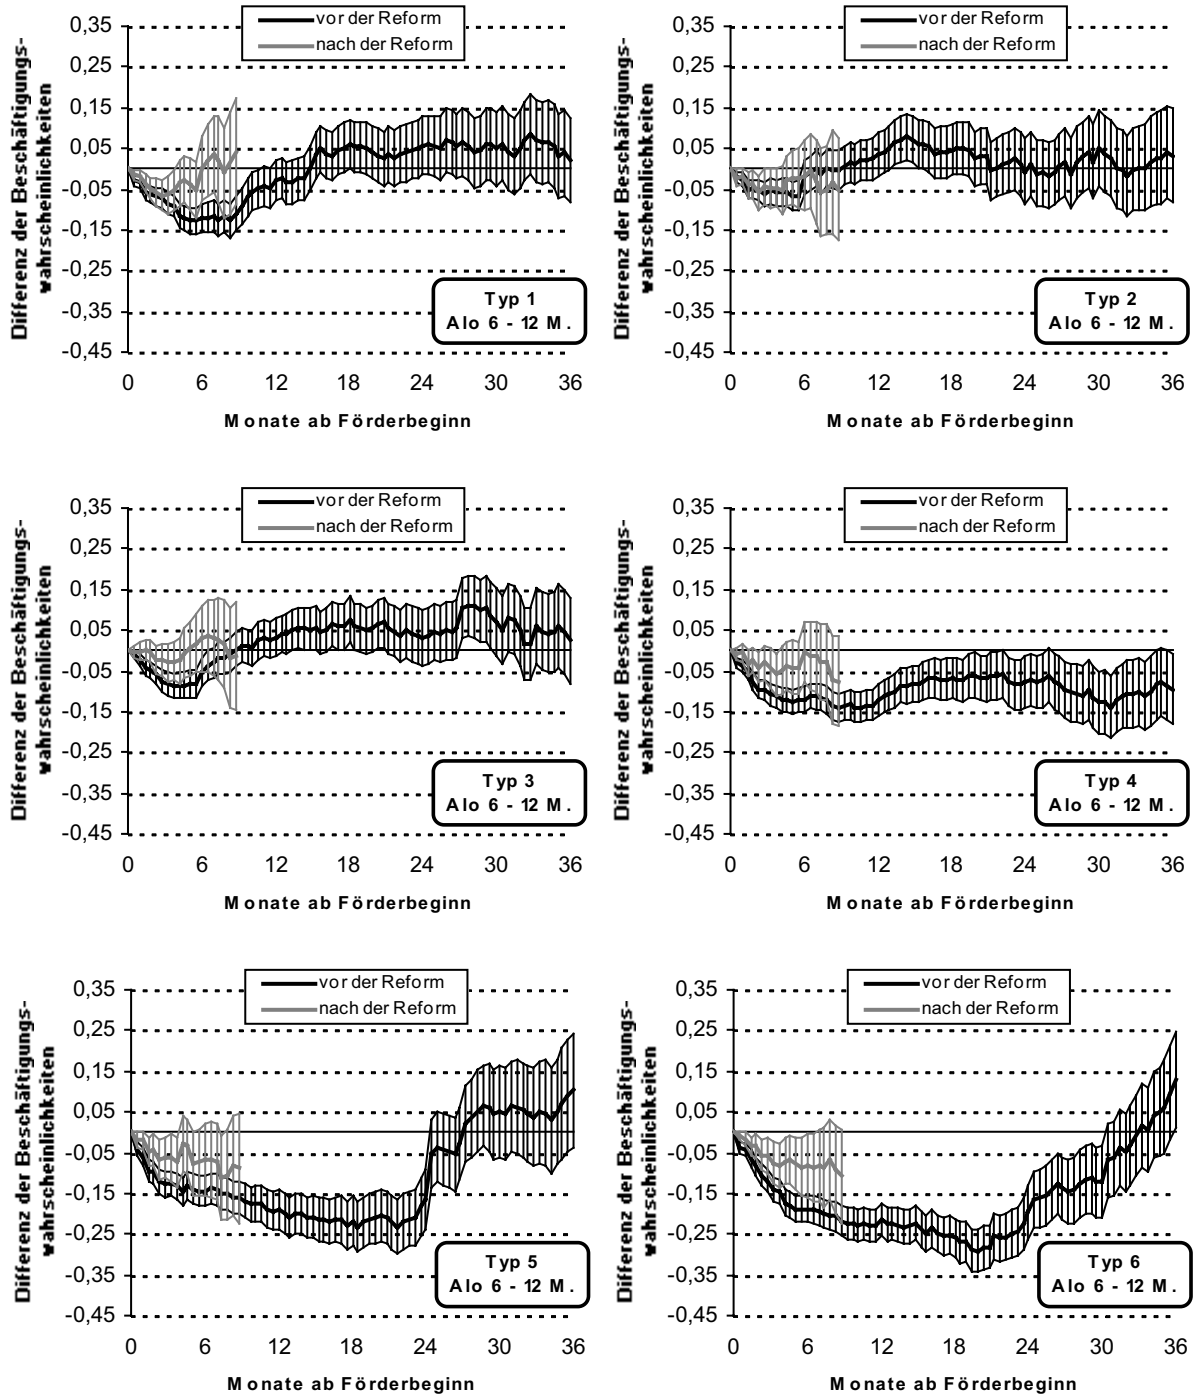 Differenz der Beschäftigungs-
wahrscheinlichkeiten
0,35
0,25
0,15
0,05
-0,05
-0,15
-0,25
-0,35
-0,45
vor der Reform
nach der Reform
Typ 1
Alo 6 - 12 M.
0 6 12 18 24 30 36
Monate ab Förderbeginn
Differenz der Beschäftigungs-
wahrscheinlichkeiten
0,35
0,25
0,15
0,05
-0,05
-0,15
-0,25
-0,35
-0,45
vor der Reform
nach der Reform
Typ 2
Alo 6 - 12 M.
0 6 12 18 24 30 36
Monate ab Förderbeginn
Differenz der Beschäftigungs-
wahrscheinlichkeiten
0,35
0,25
0,15
0,05
-0,05
-0,15
-0,25
-0,35
-0,45
vor der Reform
nach der Reform
Typ 3
Alo 6 - 12 M.
0 6 12 18 24 30 36
Monate ab Förderbeginn
Differenz der Beschäftigungs-
wahrscheinlichkeiten
0,35
0,25
0,15
0,05
-0,05
-0,15
-0,25
-0,35
-0,45
vor der Reform
nach der Reform
Typ 4
Alo 6 - 12 M.
0 6 12 18 24 30 36
Monate ab Förderbeginn
Differenz der Beschäftigungs-
wahrscheinlichkeiten
0,35
0,25
0,15
0,05
-0,05
-0,15
-0,25
-0,35
-0,45
vor der Reform
nach der Reform
Typ 5
Alo 6 - 12 M.
0 6 12 18 24 30 36
Monate ab Förderbeginn
Differenz der Beschäftigungs-
wahrscheinlichkeiten
0,35
0,25
0,15
0,05
-0,05
-0,15
-0,25
-0,35
-0,45
vor der Reform
nach der Reform
Typ 6
Alo 6 - 12 M.
0 6 12 18 24 30 36
Monate ab Förderbeginn